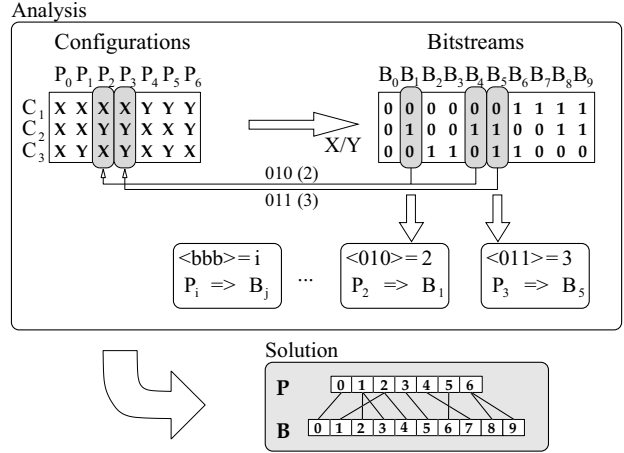 Analysis
Configurations Bitstreams
P0 P1 P2 P3 P4 P5 P6 B0 B1 B2 B3 B4 B5 B6 B7 B8 B9
C1 X X X X Y Y Y 0 0 0 0 0 0 1 1 1 1
C2 X X Y Y X X Y 0 1 0 0 1 1 0 0 1 1
C3 X Y X Y X Y X 0 0 1 1 0 1 1 0 0 0
X/Y
010 (2)
011 (3)
<bbb>= i <010>= 2 <011>= 3
Pi => Bj ... P2 => B1 P3 => B5
Solution
P 0 1 2 3 4 5 6
B 0 1 2 3 4 5 6 7 8 9